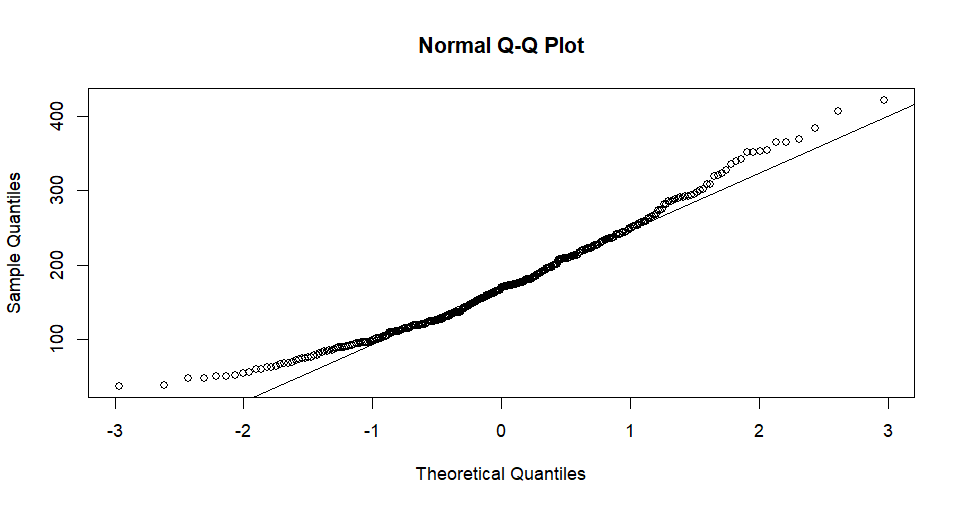 Normal Q-Q Plot
Sample Quantiles
400
300
200
100
-3 -2 -1 0 1 2 3
Theoretical Quantiles